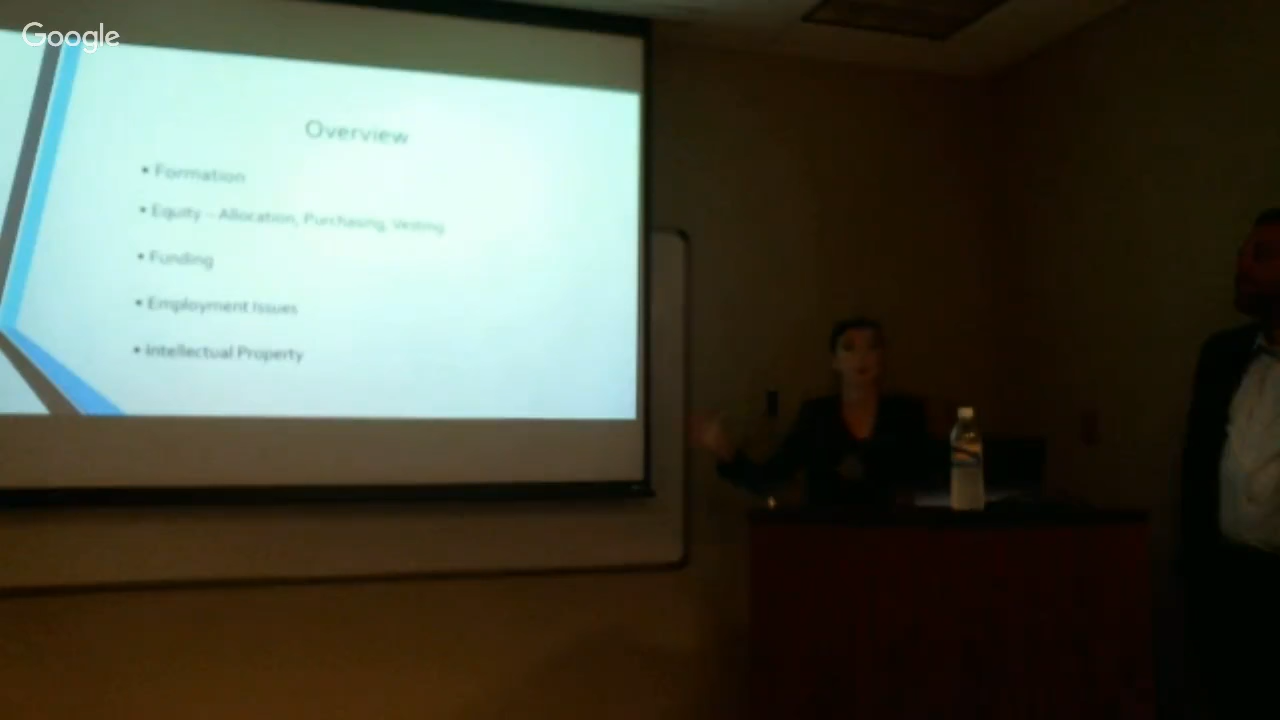 Google
Overview
• Formation
• Equity – Allocation, Purchasing, Vesting
• Funding
• Employment Issues
• Intellectual Property